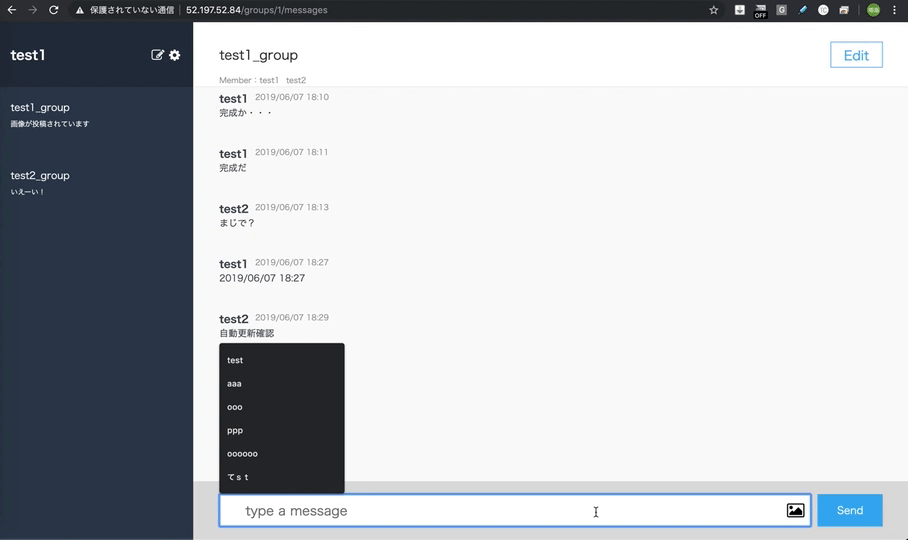 保護されていない通信 | 52.197.52.84/groups/1/messages
OFF
test1
test1_group
画像が投稿されています
test2_group
いえーい！
test1_group
Edit
Member：test1 test2
test1 2019/06/07 18:10
完成か・・・
test1 2019/06/07 18:11
完成だ
test2 2019/06/07 18:13
まじで？
test1 2019/06/07 18:27
2019/06/07 18:27
test2 2019/06/07 18:29
自動更新確認
test
aaa
ooo
ppp
oooooo
てｓｔ
type a message
Send